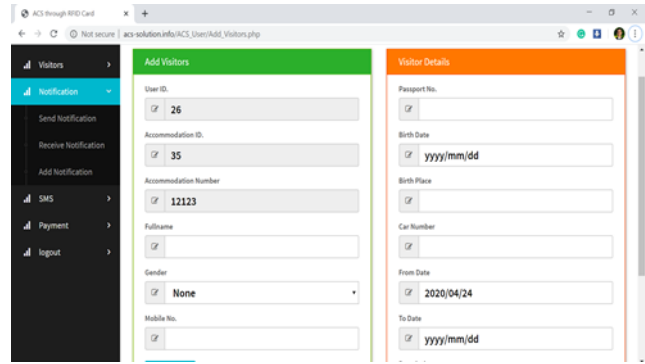 ACS through RFID Card
Not secure | acs-solution.info/ACS_User/Add_Visitors.php
Visitors
Notification
Send Notification
Receive Notification
Add Notification
SMS
Payment
logout
Add Visitors
User ID.
26
Accommodation ID.
35
Accommodation Number
12123
Fullname
Gender
None
Mobile No.
Visitor Details
Passport No.
Birth Date
yyyy/mm/dd
Birth Place
Car Number
From Date
2020/04/24
To Date
yyyy/mm/dd